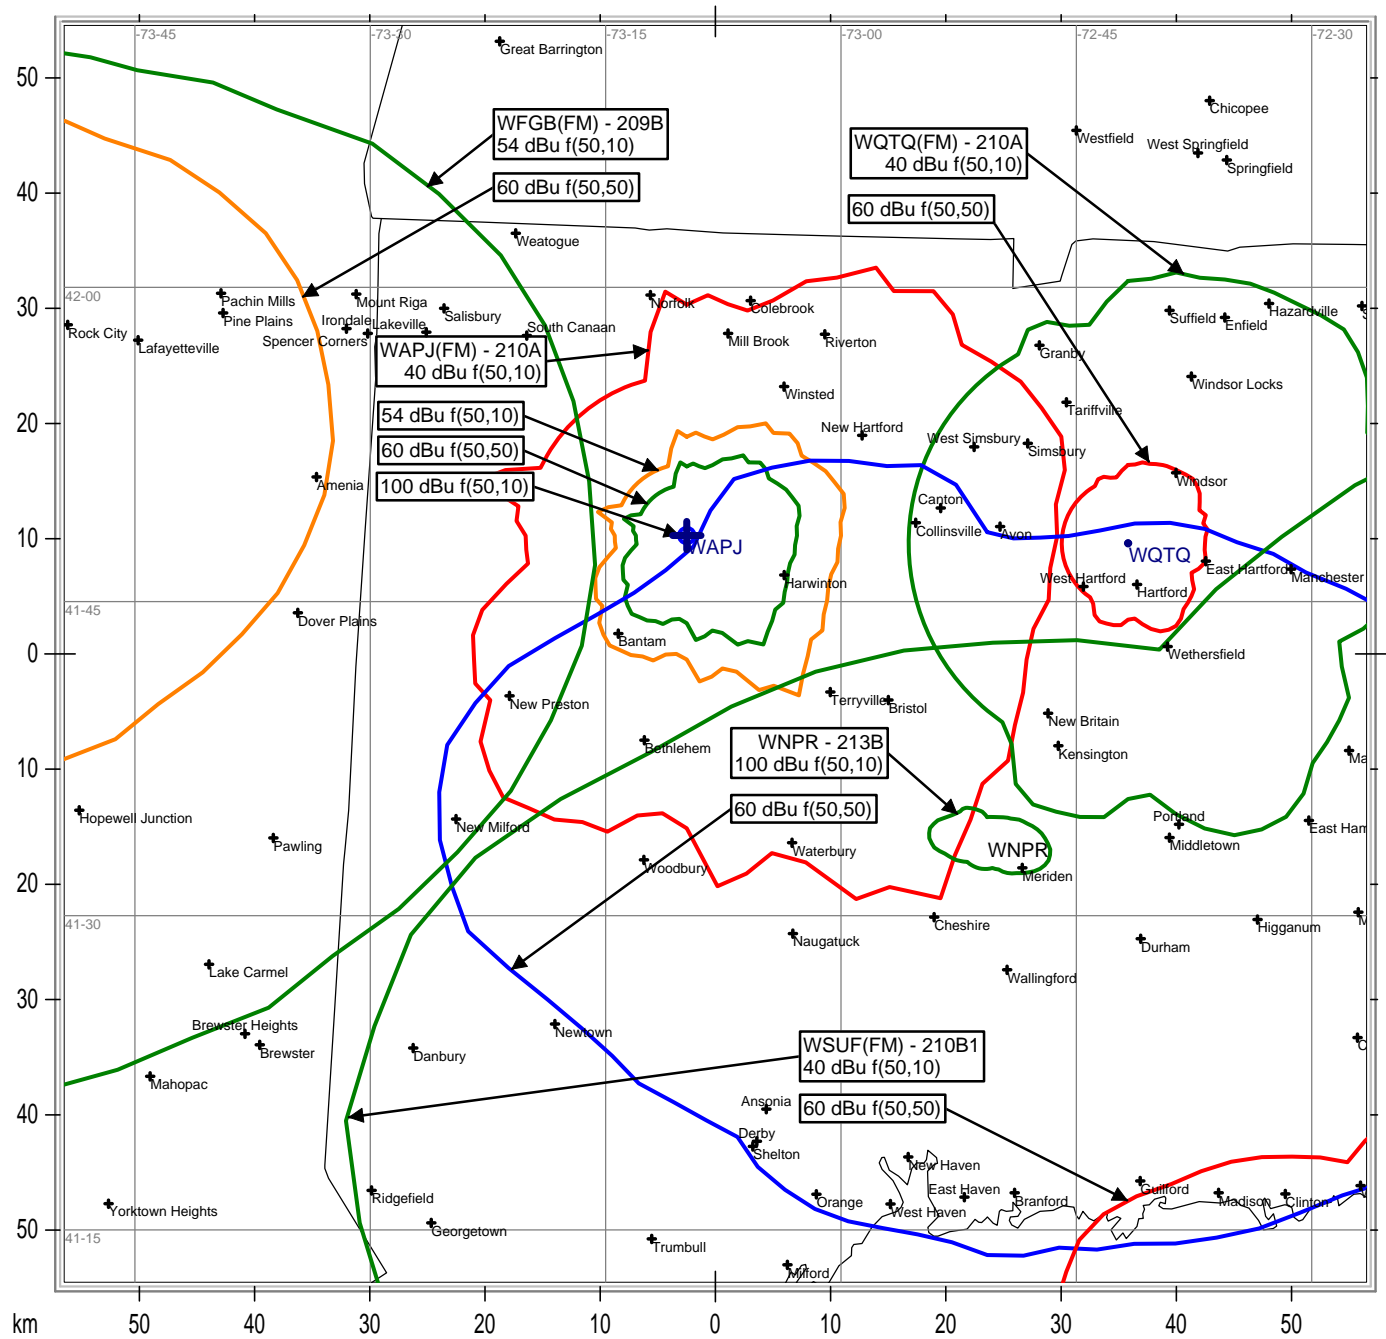 -73-45
-73-30
-73-15
-73-00
-72-45
-72-30
50
Great Barrington
WFGB(FM) - 209B
54 dBu f(50,10)
60 dBu f(50,50)
WQTQ(FM) - 210A
40 dBu f(50,10)
60 dBu f(50,50)
Chicopee
Westfield
West Springfield
Springfield
40
Weatogue
42-00
30
Pachin Mills
Pine Plains
Rock City
Lafayetteville
Mount Riga
Irondale
Lakeville
Spencer Corners
Salisbury
South Canaan
Norfolk
Colebrook
Mill Brook
Riverton
Granby
Suffield
Enfield
Hazardville
Windsor Locks
WAPJ(FM) - 210A
40 dBu f(50,10)
54 dBu f(50,10)
60 dBu f(50,50)
100 dBu f(50,10)
Winsted
New Hartford
West Simsbury
Simsbury
Tariffville
20
Amenia
Windsor
Canton
Collinsville
Avon
10
WAPJ
WQTQ
East Hartford
Manchester
West Hartford
Hartford
Harwinton
41-45
Dover Plains
Bantam
Wethersfield
0
New Preston
Terryville
Bristol
New Britain
Kensington
Bethlehem
WNPR - 213B
100 dBu f(50,10)
60 dBu f(50,50)
Ma
10
Hopewell Junction
Pawling
New Milford
Woodbury
Waterbury
WNPR
Meriden
Portland
Middletown
East Ham
20
41-30
Cheshire
Naugatuck
Durham
Higganum
Lake Carmel
Wallingford
30
Brewster Heights
Brewster
Mahopac
Danbury
Newtown
WSUF(FM) - 210B1
40 dBu f(50,10)
60 dBu f(50,50)
40
Ansonia
Derby
Shelton
New Haven
East Haven
Branford
Guilford
Madison
Clinton
Yorktown Heights
Ridgefield
Georgetown
Orange
West Haven
50
41-15
Trumbull
Milford
km
50
40
30
20
10
0
10
20
30
40
50